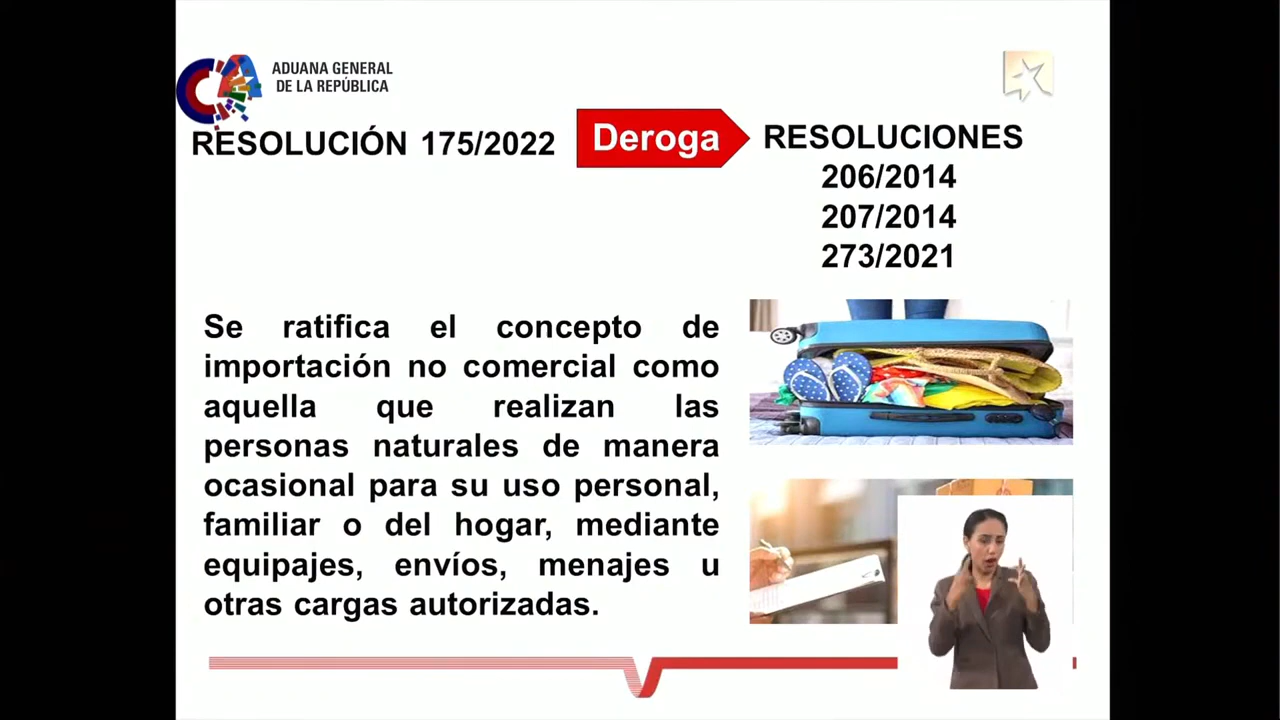 ADUANA GENERAL
DE LA REPÚBLICA
RESOLUCIÓN 175/2022
Deroga
RESOLUCIONES
206/2014
207/2014
273/2021
Se ratifica el concepto de
importación no comercial como
aquella que realizan las
personas naturales de manera
ocasional para su uso personal,
familiar o del hogar, mediante
equipajes, envíos, menajes u
otras cargas autorizadas.